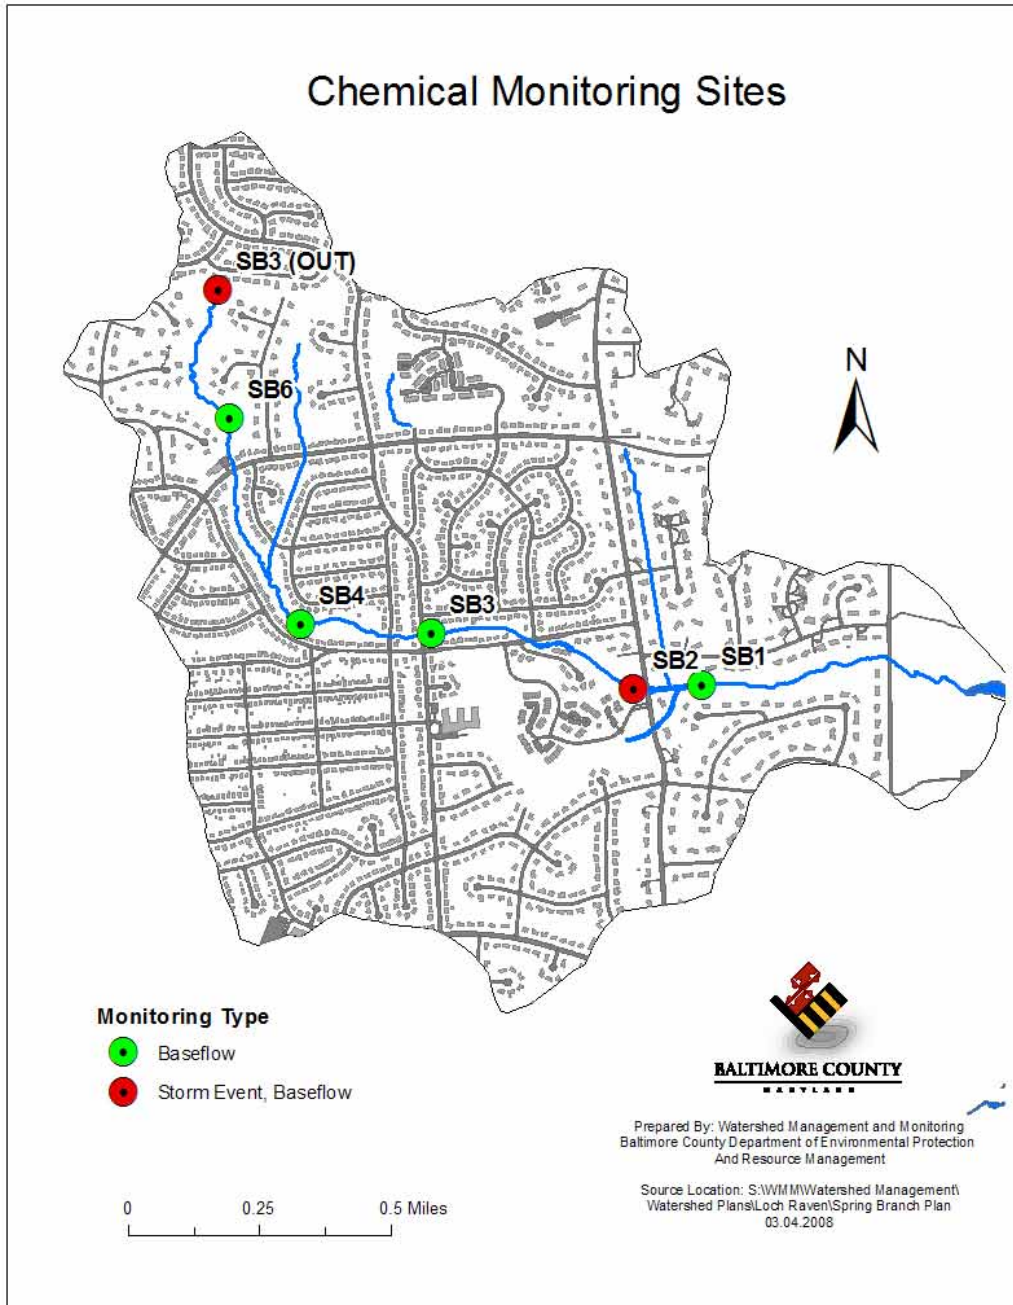 Chemical Monitoring Sites
SB3 (OUT)
N
SB6
SB4
SB3
SB2
SB1
Monitoring Type
Baseflow
Storm Event, Baseflow
BALTIMORE COUNTY
MARYLAND
Prepared By: Watershed Management and Monitoring
Baltimore County Department of Environmental Protection
And Resource Management
Source Location: S:\WMM\Watershed Management\
Watershed Plans\Loch Raven\Spring Branch Plan
03.04.2008
0 0.25 0.5 Miles